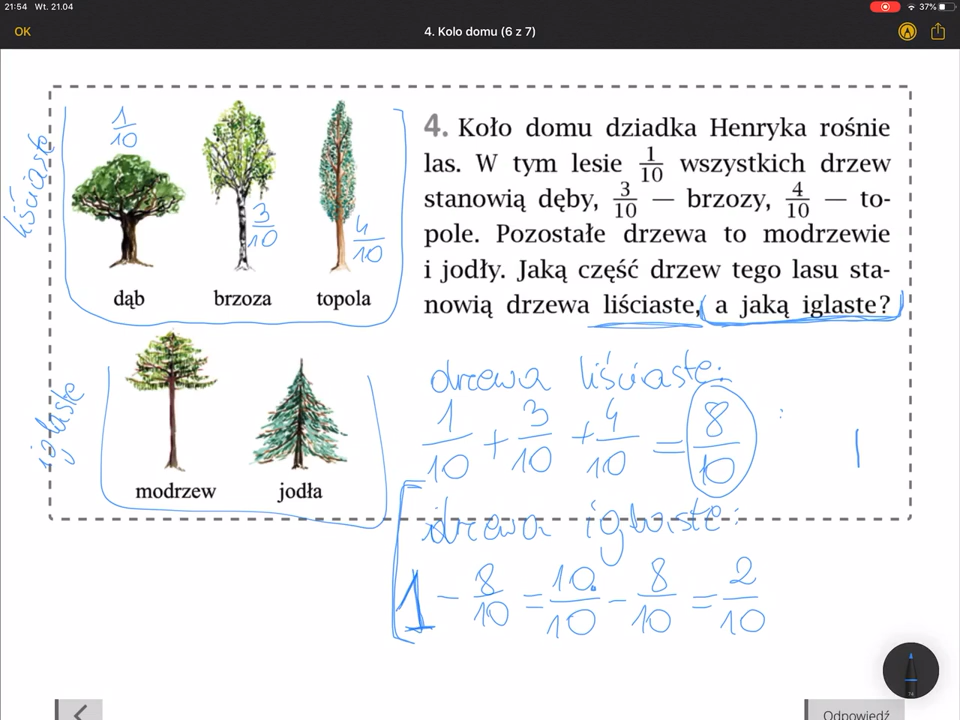 21:54 Wt. 21.04
37%
OK
4. Kolo domu (6 z 7)
liściaste
1/10
3/10
4/10
dąb brzoza topola
4. Koło domu dziadka Henryka rośnie
las. W tym lesie 1/10 wszystkich drzew
stanowią dęby, 3/10 — brzozy, 4/10 — to-
pole. Pozostałe drzewa to modrzewie
i jodły. Jaką część drzew tego lasu sta-
nowią drzewa liściaste, a jaką iglaste?
iglaste
modrzew jodła
drzewa liściaste:
1/10 + 3/10 + 4/10 = 8/10
drzewa iglaste:
1 - 8/10 = 10/10 - 8/10 = 2/10
Odpowiedź